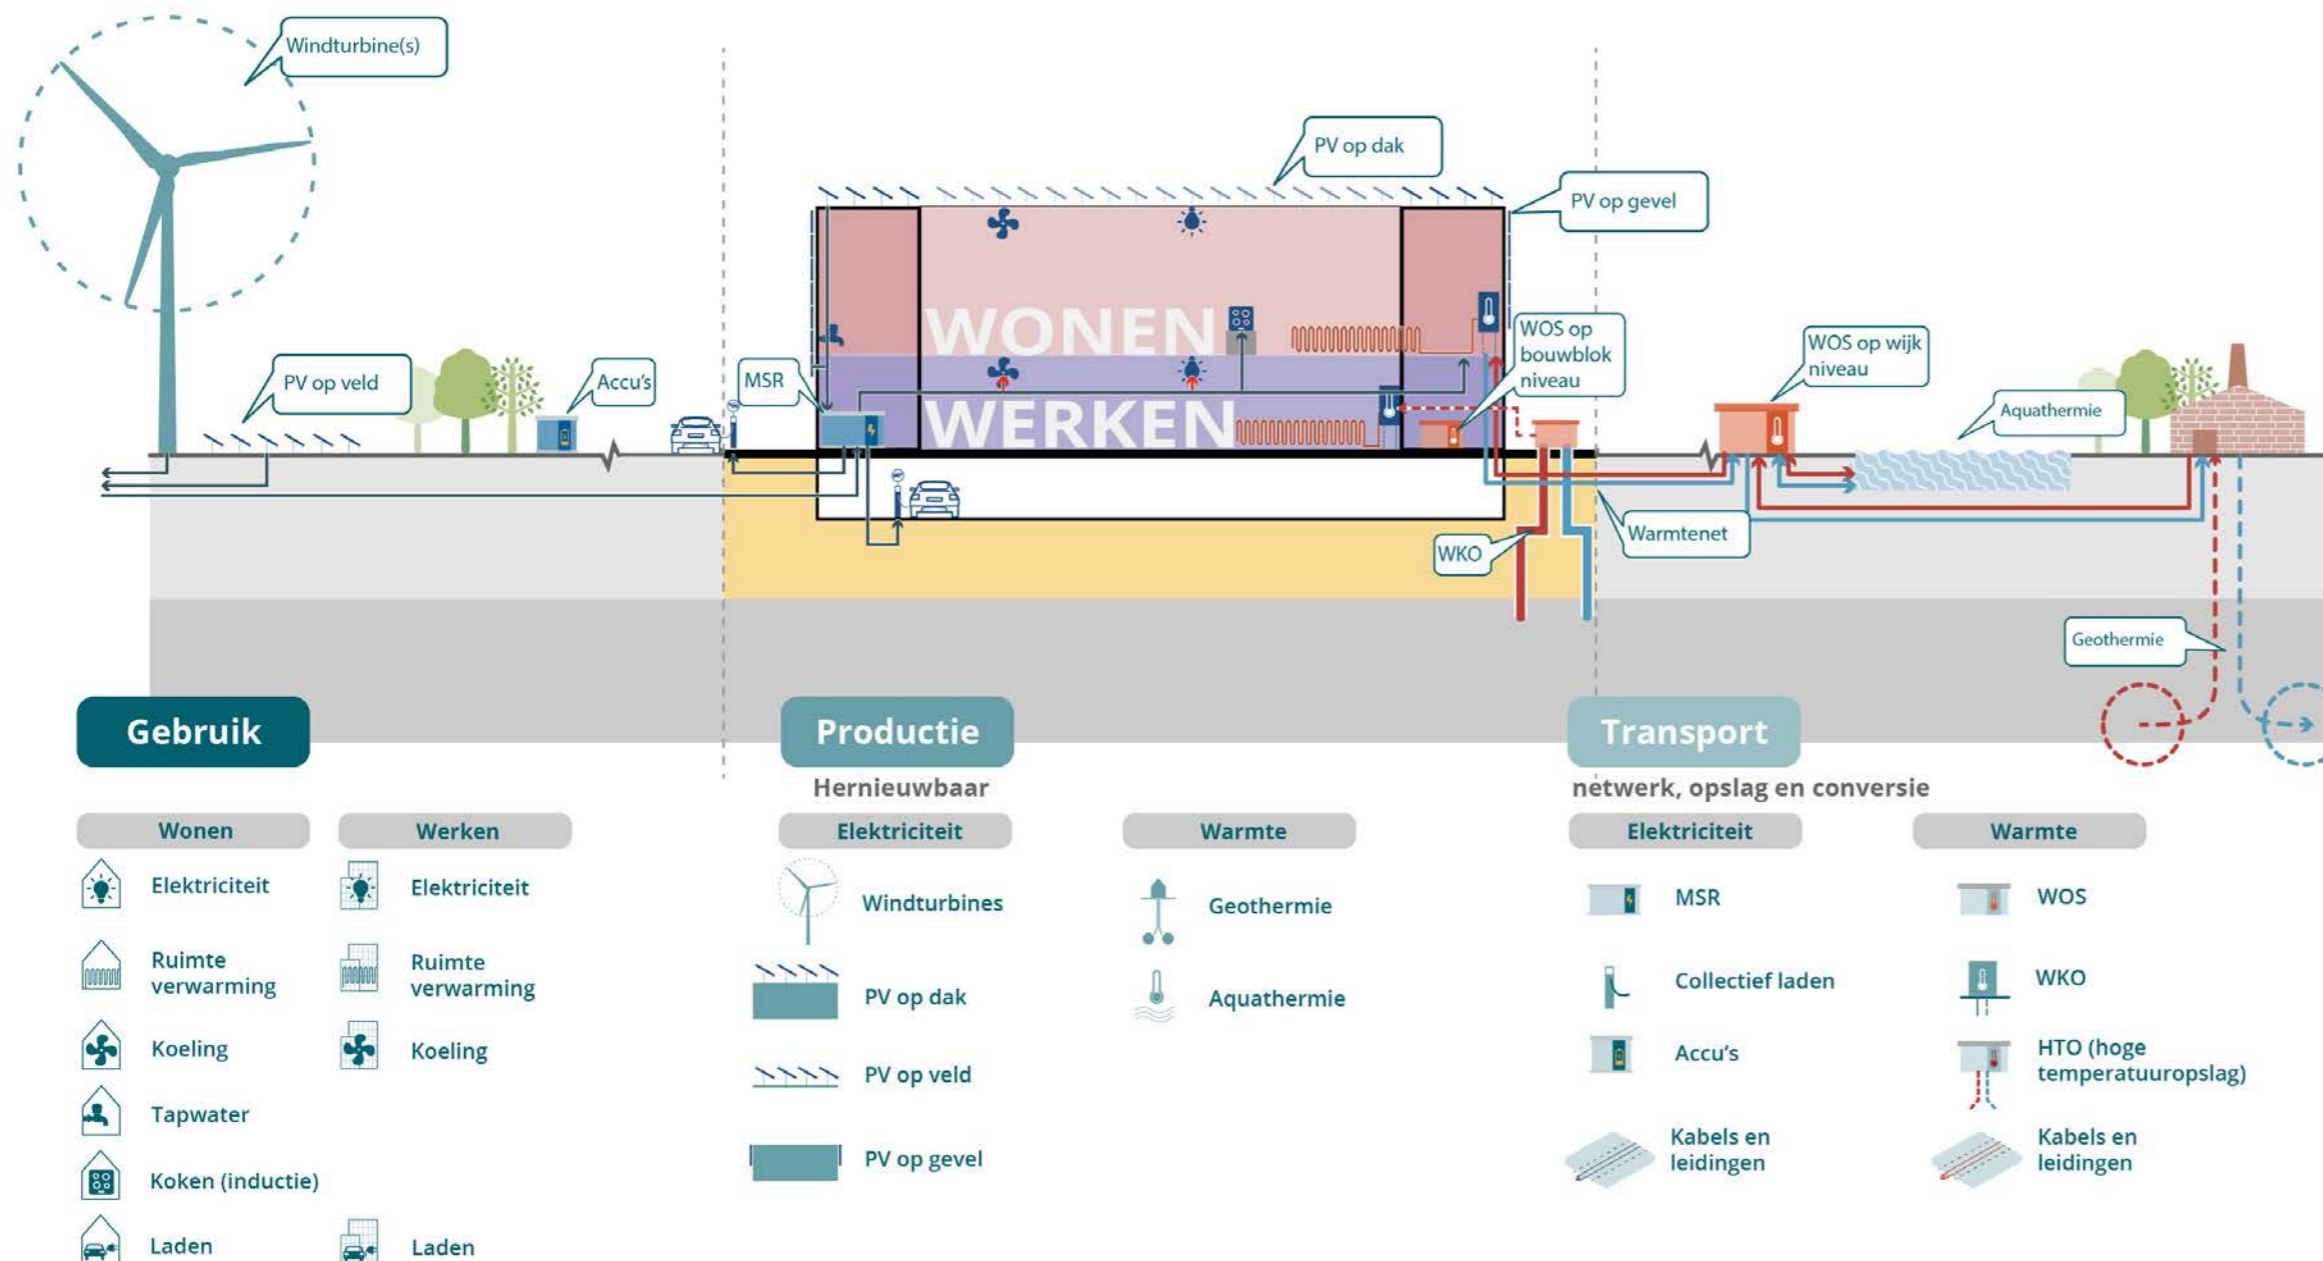 Windturbine(s)
PV op dak
PV op gevel
PV op veld
Accu's
MSR
WONEN
WERKEN
WOS op
bouwblok
niveau
WOS op wijk
niveau
Aquathermie
WKO
Warmtenet
Geothermie
Gebruik
Wonen
Werken
Elektriciteit
Elektriciteit
Ruimte
verwarming
Ruimte
verwarming
Koeling
Koeling
Tapwater
Koken (inductie)
Laden
Laden
Productie
Hernieuwbaar
Elektriciteit
Warmte
Windturbines
Geothermie
PV op dak
Aquathermie
PV op veld
PV op gevel
Transport
netwerk, opslag en conversie
Elektriciteit
Warmte
MSR
WOS
Collectief laden
WKO
Accu's
HTO (hoge
temperatuuropslag)
Kabels en
leidingen
Kabels en
leidingen